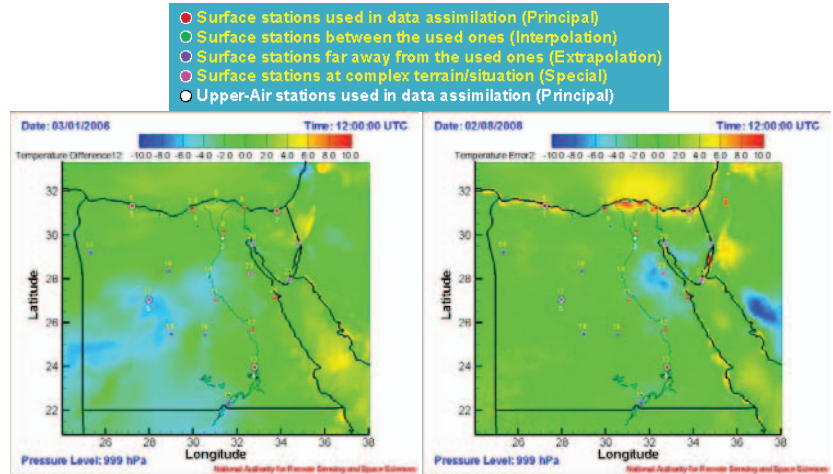 Surface stations used in data assimilation (Principal)
Surface stations between the used ones (Interpolation)
Surface stations far away from the used ones (Extrapolation)
Surface stations at complex terrain/situation (Special)
Upper-Air stations used in data assimilation (Principal)
Date: 03/01/2006 Time: 12:00:00 UTC
Temperature Difference12: -10.0 -8.0 -6.0 -4.0 -2.0 0.0 2.0 4.0 6.0 8.0 10.0
Latitude
32
30
28
26
24
22
26 28 30 32 34 36 38
Longitude
Pressure Level: 999 hPa
National Authority for Remote Sensing and Space Sciences
Date: 02/08/2008 Time: 12:00:00 UTC
Temperature Error2: -10.0 -8.0 -6.0 -4.0 -2.0 0.0 2.0 4.0 6.0 8.0 10.0
Latitude
32
30
28
26
24
22
26 28 30 32 34 36 38
Longitude
Pressure Level: 999 hPa
National Authority for Remote Sensing and Space Sciences